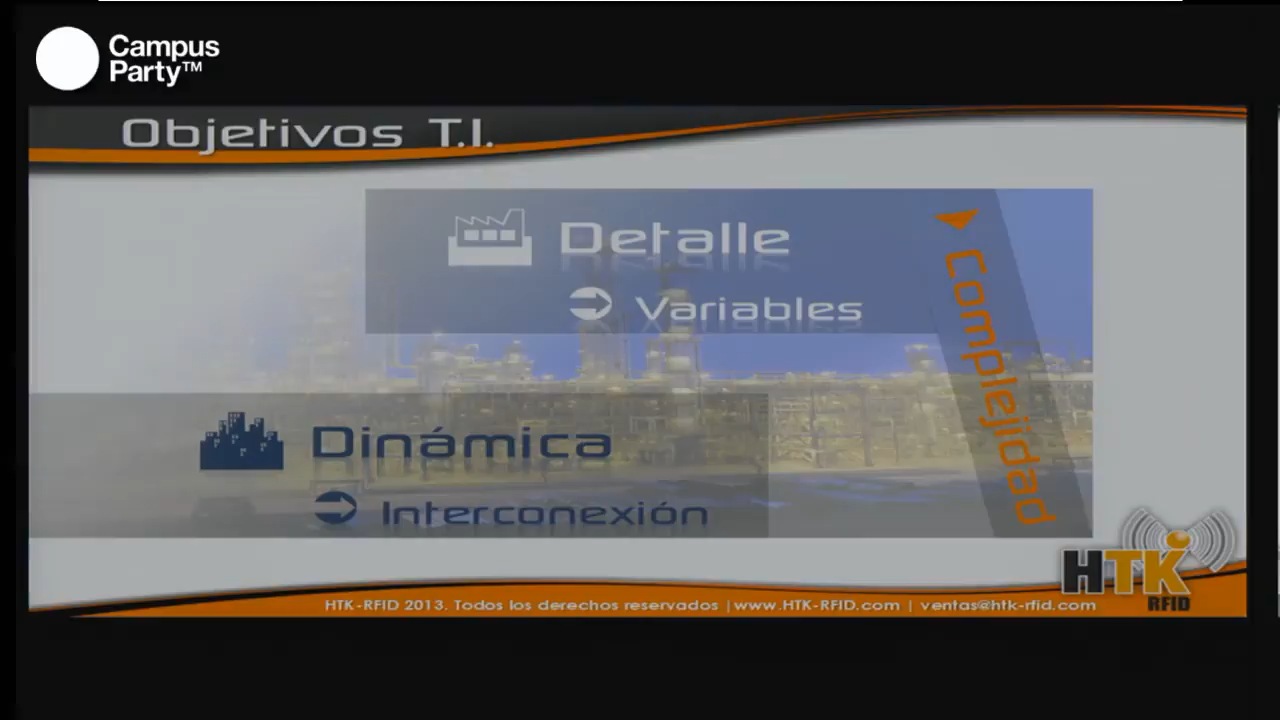 Campus
Party™
Objetivos T.I.
Detalle
Variables
Complejidad
Dinámica
Interconexión
HTK
RFID
HTK-RFID 2013. Todos los derechos reservados | www.HTK-RFID.com | ventas@htk-rfid.com